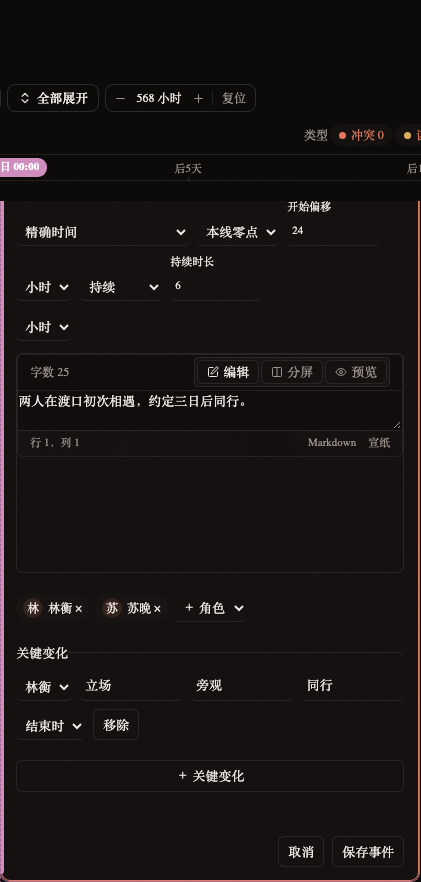 全部展开 − 568 小时 + 复位
类型 冲突 0
日 00:00 后5天
开始偏移
精确时间 本线零点 24
持续时长
小时 持续 6
小时
字数 25 编辑 分屏 预览
两人在渡口初次相遇，约定三日后同行。
行 1，列 1 Markdown 宣纸
林 林衡 × 苏 苏晚 × + 角色
关键变化
林衡 立场 旁观 同行
结束时 移除
+ 关键变化
取消 保存事件